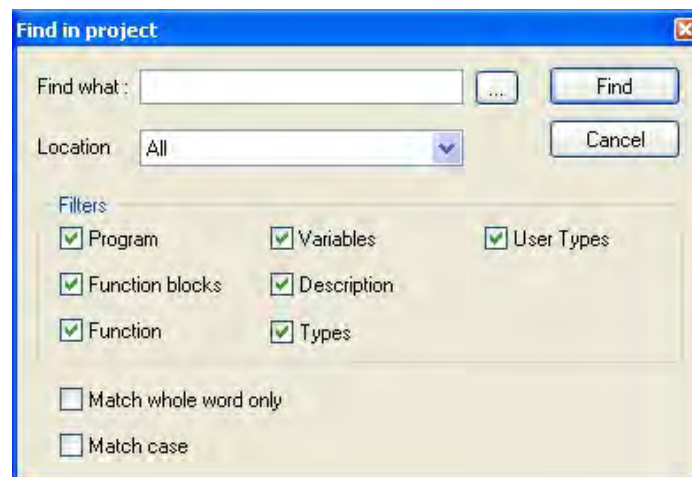 Find in project
Find what : ... Find
Location All Cancel
Filters
Program Variables User Types
Function blocks Description
Function Types
Match whole word only
Match case